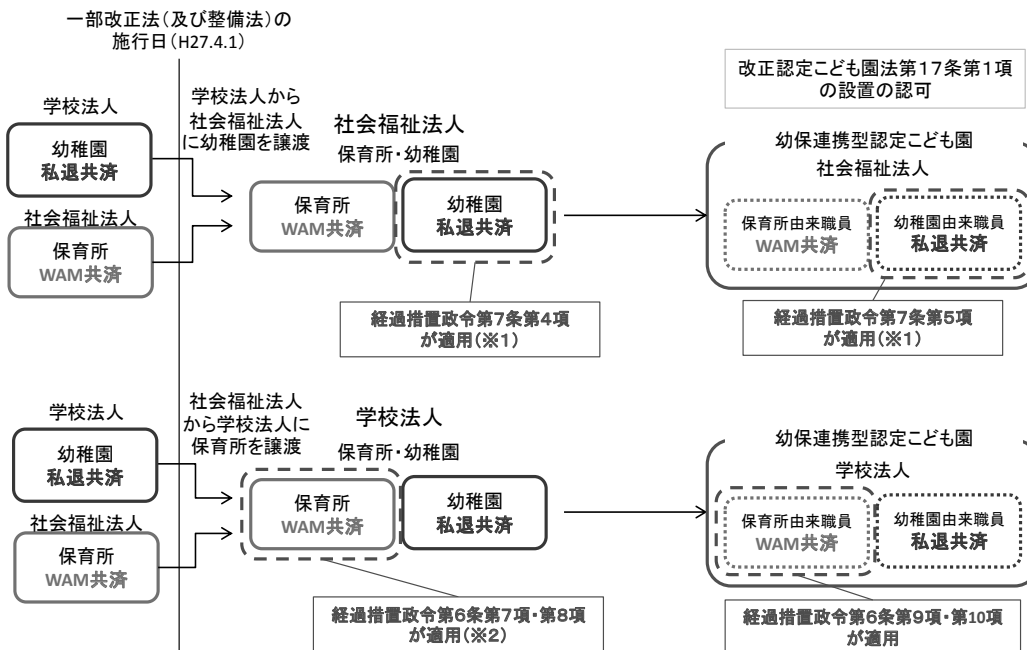 一部改正法(及び整備法)の
施行日(H27.4.1)
改正認定こども園法第17条第1項
の設置の認可
学校法人
幼稚園
私退共済
社会福祉法人
保育所
WAM共済
学校法人から
社会福祉法人
に幼稚園を譲渡
社会福祉法人
保育所・幼稚園
保育所
WAM共済
幼稚園
私退共済
経過措置政令第7条第4項
が適用(※1)
幼保連携型認定こども園
社会福祉法人
保育所由来職員
WAM共済
幼稚園由来職員
私退共済
経過措置政令第7条第5項
が適用(※1)
学校法人
幼稚園
私退共済
社会福祉法人
保育所
WAM共済
社会福祉法人
から学校法人に
保育所を譲渡
学校法人
保育所・幼稚園
保育所
WAM共済
幼稚園
私退共済
経過措置政令第6条第7項・第8項
が適用(※2)
幼保連携型認定こども園
学校法人
保育所由来職員
WAM共済
幼稚園由来職員
私退共済
経過措置政令第6条第9項・第10項
が適用